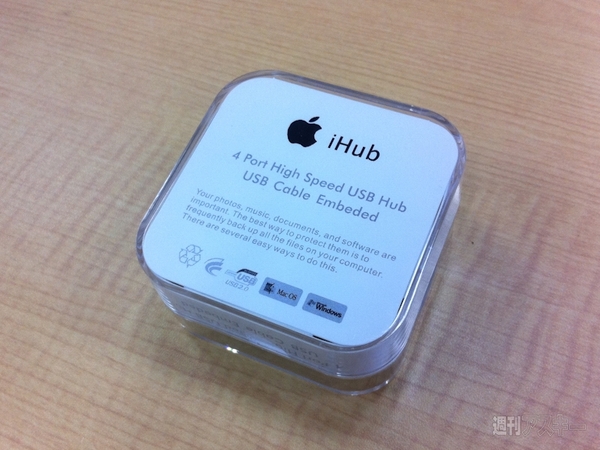 iHub
4 Port High Speed USB Hub
USB Cable Embeded
Your photos, music, documents, and software are
important. The best way to protect them is to
frequently back up all the files on your computer.
There are several easy ways to do this.
USB
Mac OS
Windows
週刊